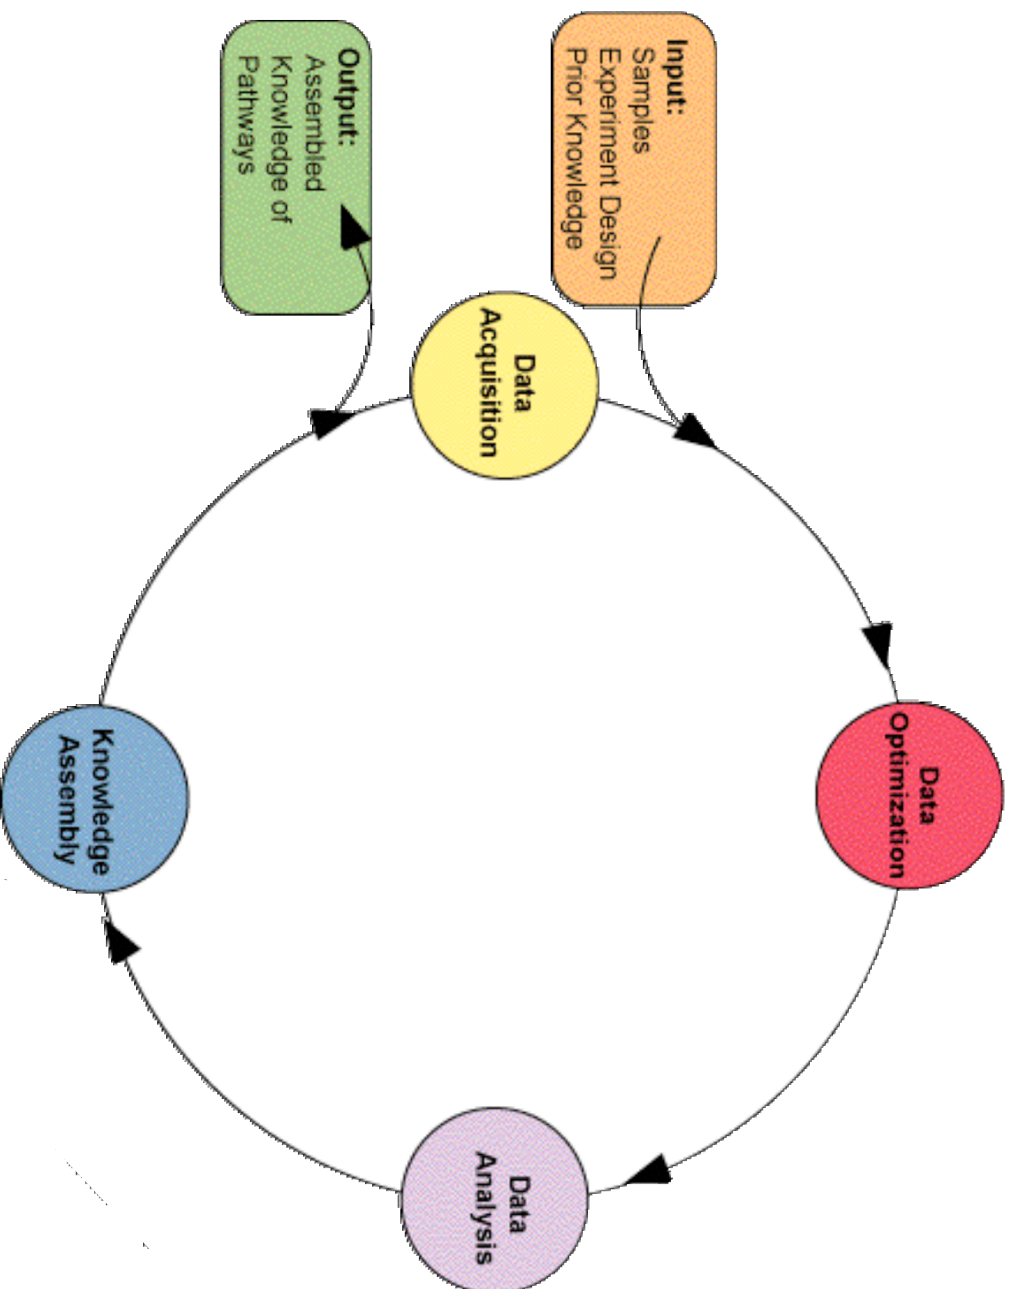 Input:
Samples
Experiment Design
Prior Knowledge
Output:
Assembled
Knowledge of
Pathways
Data
Acquisition
Data
Optimization
Data
Analysis
Knowledge
Assembly